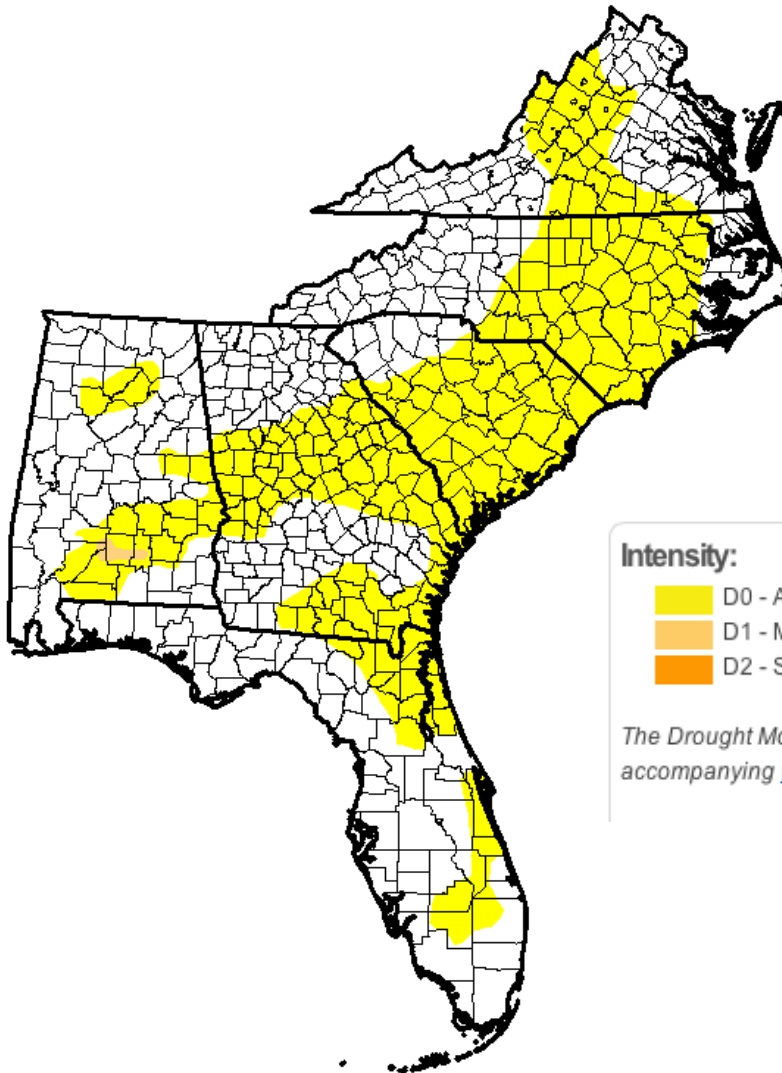 Intensity:
D0 - A
D1 - M
D2 - S
The Drought Mo
accompanying